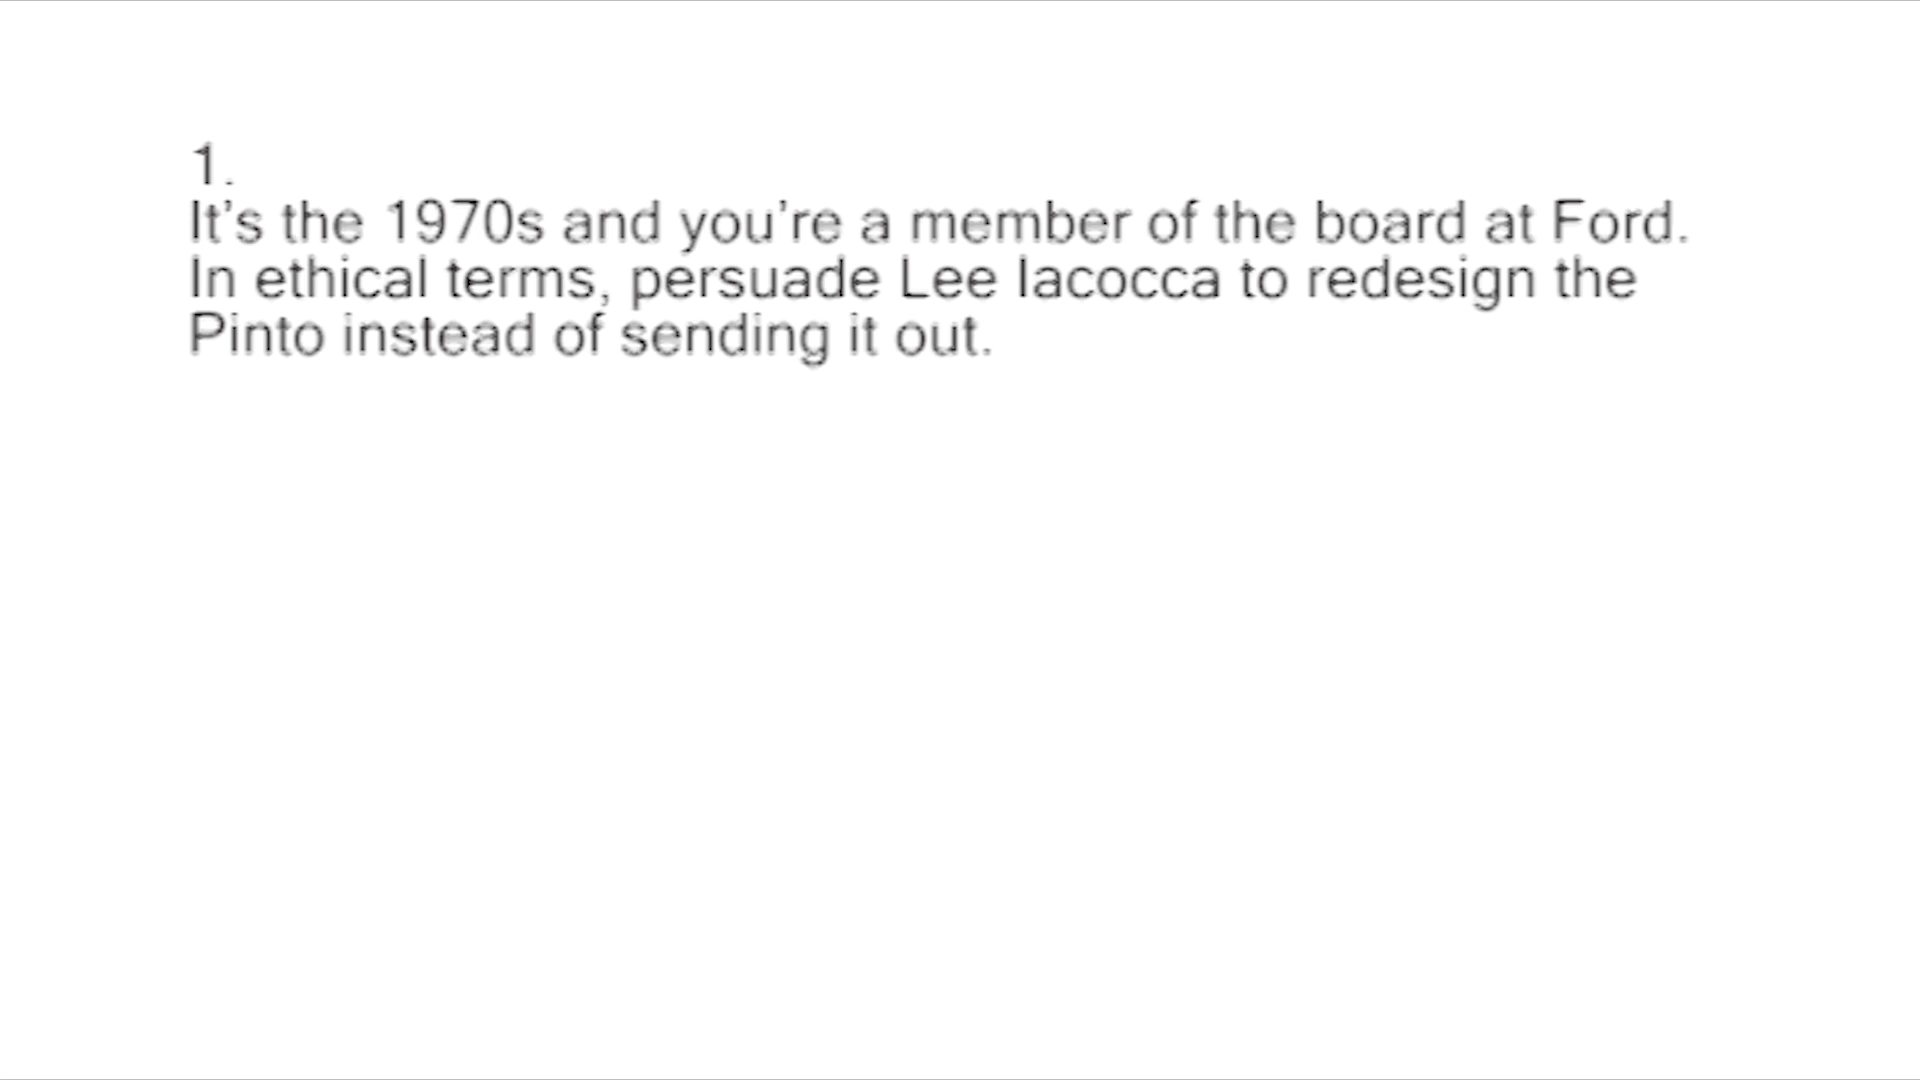 1.
It's the 1970s and you're a member of the board at Ford.
In ethical terms, persuade Lee Iacocca to redesign the
Pinto instead of sending it out.